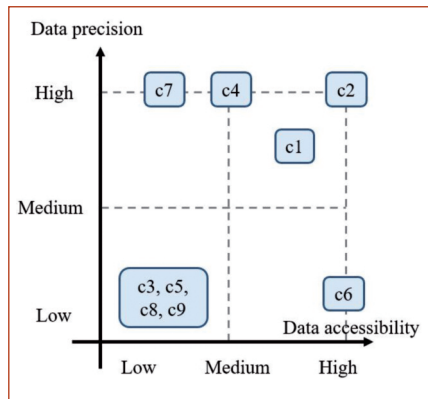 Data precision
High
c7
c4
c2
c1
Medium
c3, c5,
c8, c9
c6
Low
Data accessibility
Low
Medium
High